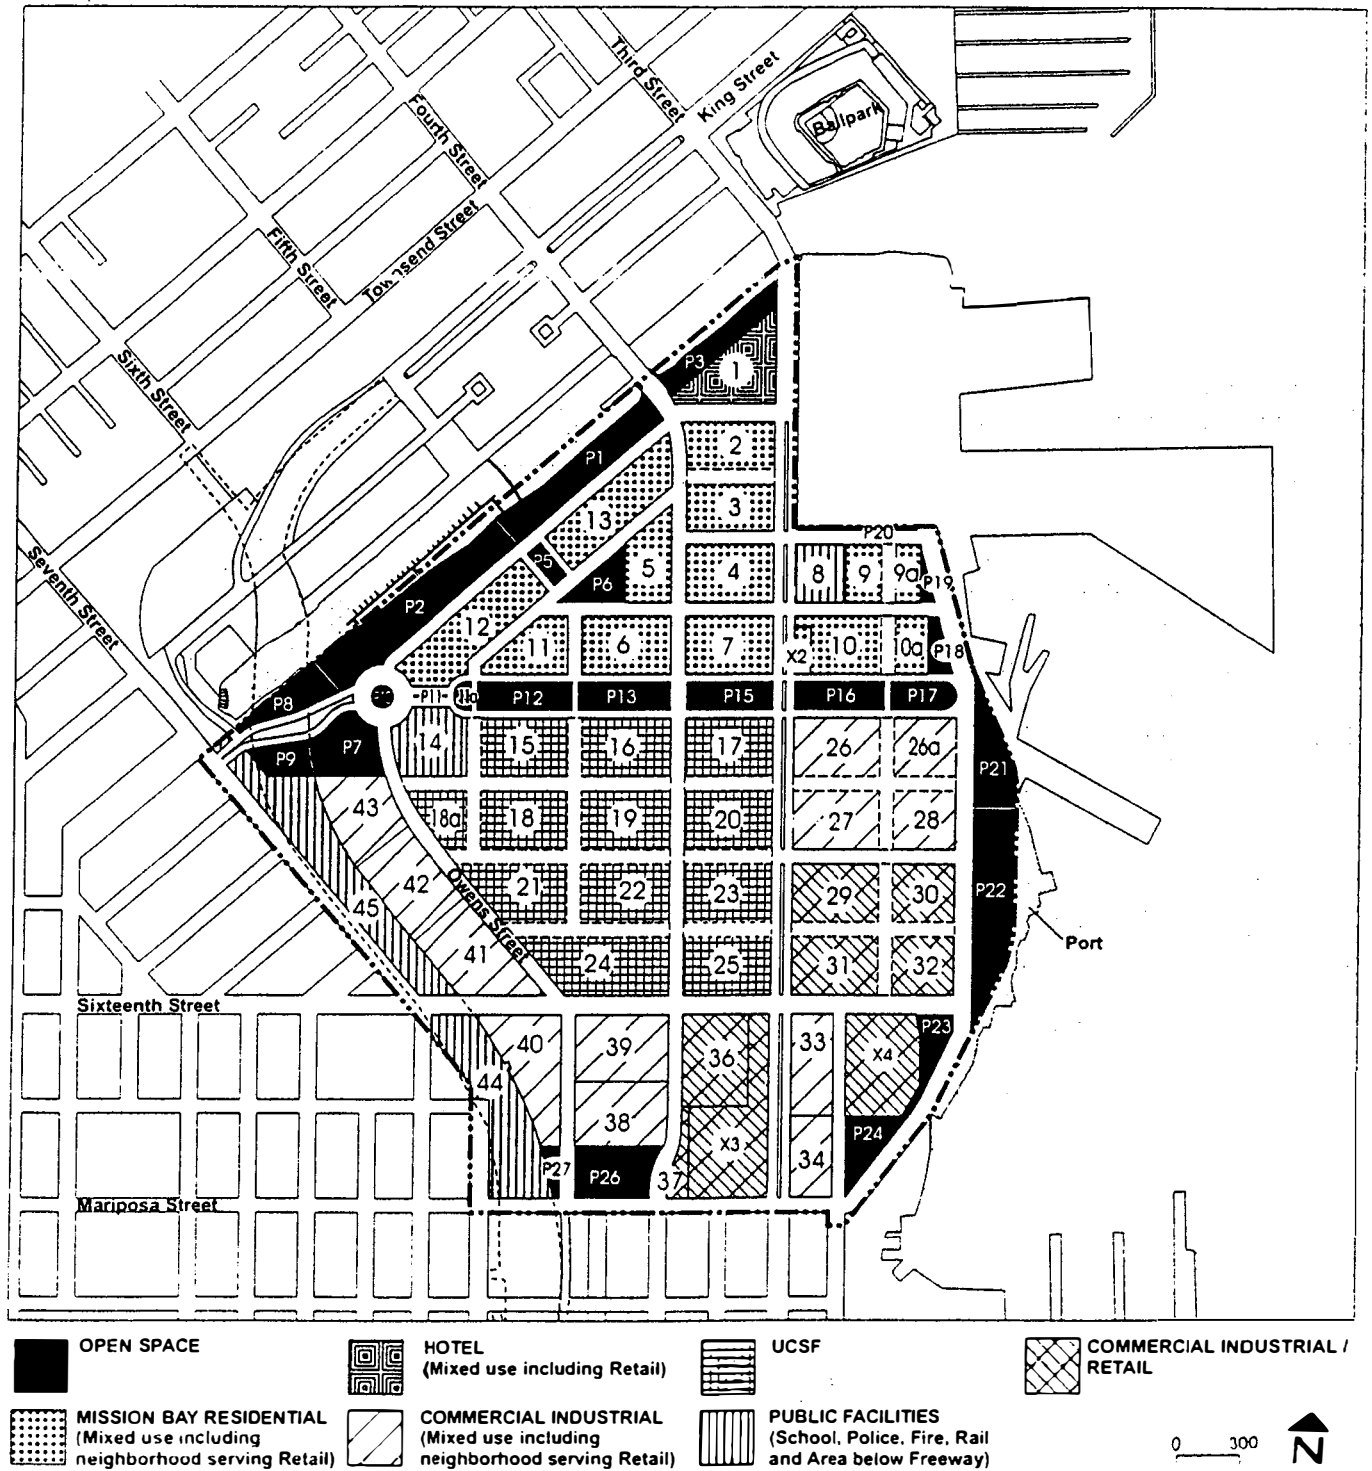 Third Street
King Street
Ballpark
Fourth Street
Fifth Street
Townsend Street
Sixth Street
Seventh Street
P3
1
P1
2
13
3
P20
P5
P6
5
4
8
9
9a
P19
P2
12
11
6
7
X2
10
10a
P18
P8
P11
11a
P12
P13
P15
P16
P17
P9
P7
14
15
16
17
26
26a
P21
43
18a
18
19
20
27
28
42
Owens Street
21
22
23
29
30
P22
45
41
24
25
31
32
Port
Sixteenth Street
40
39
36
33
X4
P23
44
38
X3
P24
34
P27
P26
37
Mariposa Street
OPEN SPACE
HOTEL
(Mixed use including Retail)
UCSF
COMMERCIAL INDUSTRIAL /
RETAIL
MISSION BAY RESIDENTIAL
(Mixed use including
neighborhood serving Retail)
COMMERCIAL INDUSTRIAL
(Mixed use including
neighborhood serving Retail)
PUBLIC FACILITIES
(School, Police, Fire, Rail
and Area below Freeway)
0 300
N